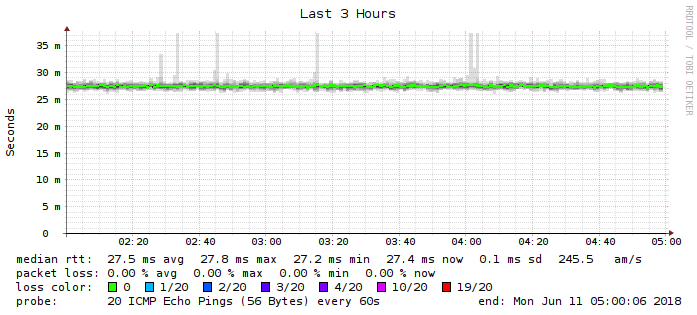 Last 3 Hours
RRDTOOL / TOBI OETIKER
Seconds
35 m
30 m
25 m
20 m
15 m
10 m
5 m
0
02:20 02:40 03:00 03:20 03:40 04:00 04:20 04:40 05:00
median rtt: 27.5 ms avg 27.8 ms max 27.2 ms min 27.4 ms now 0.1 ms sd 245.5 am/s
packet loss: 0.00 % avg 0.00 % max 0.00 % min 0.00 % now
loss color: 0 1/20 2/20 3/20 4/20 10/20 19/20
probe: 20 ICMP Echo Pings (56 Bytes) every 60s end: Mon Jun 11 05:00:06 2018